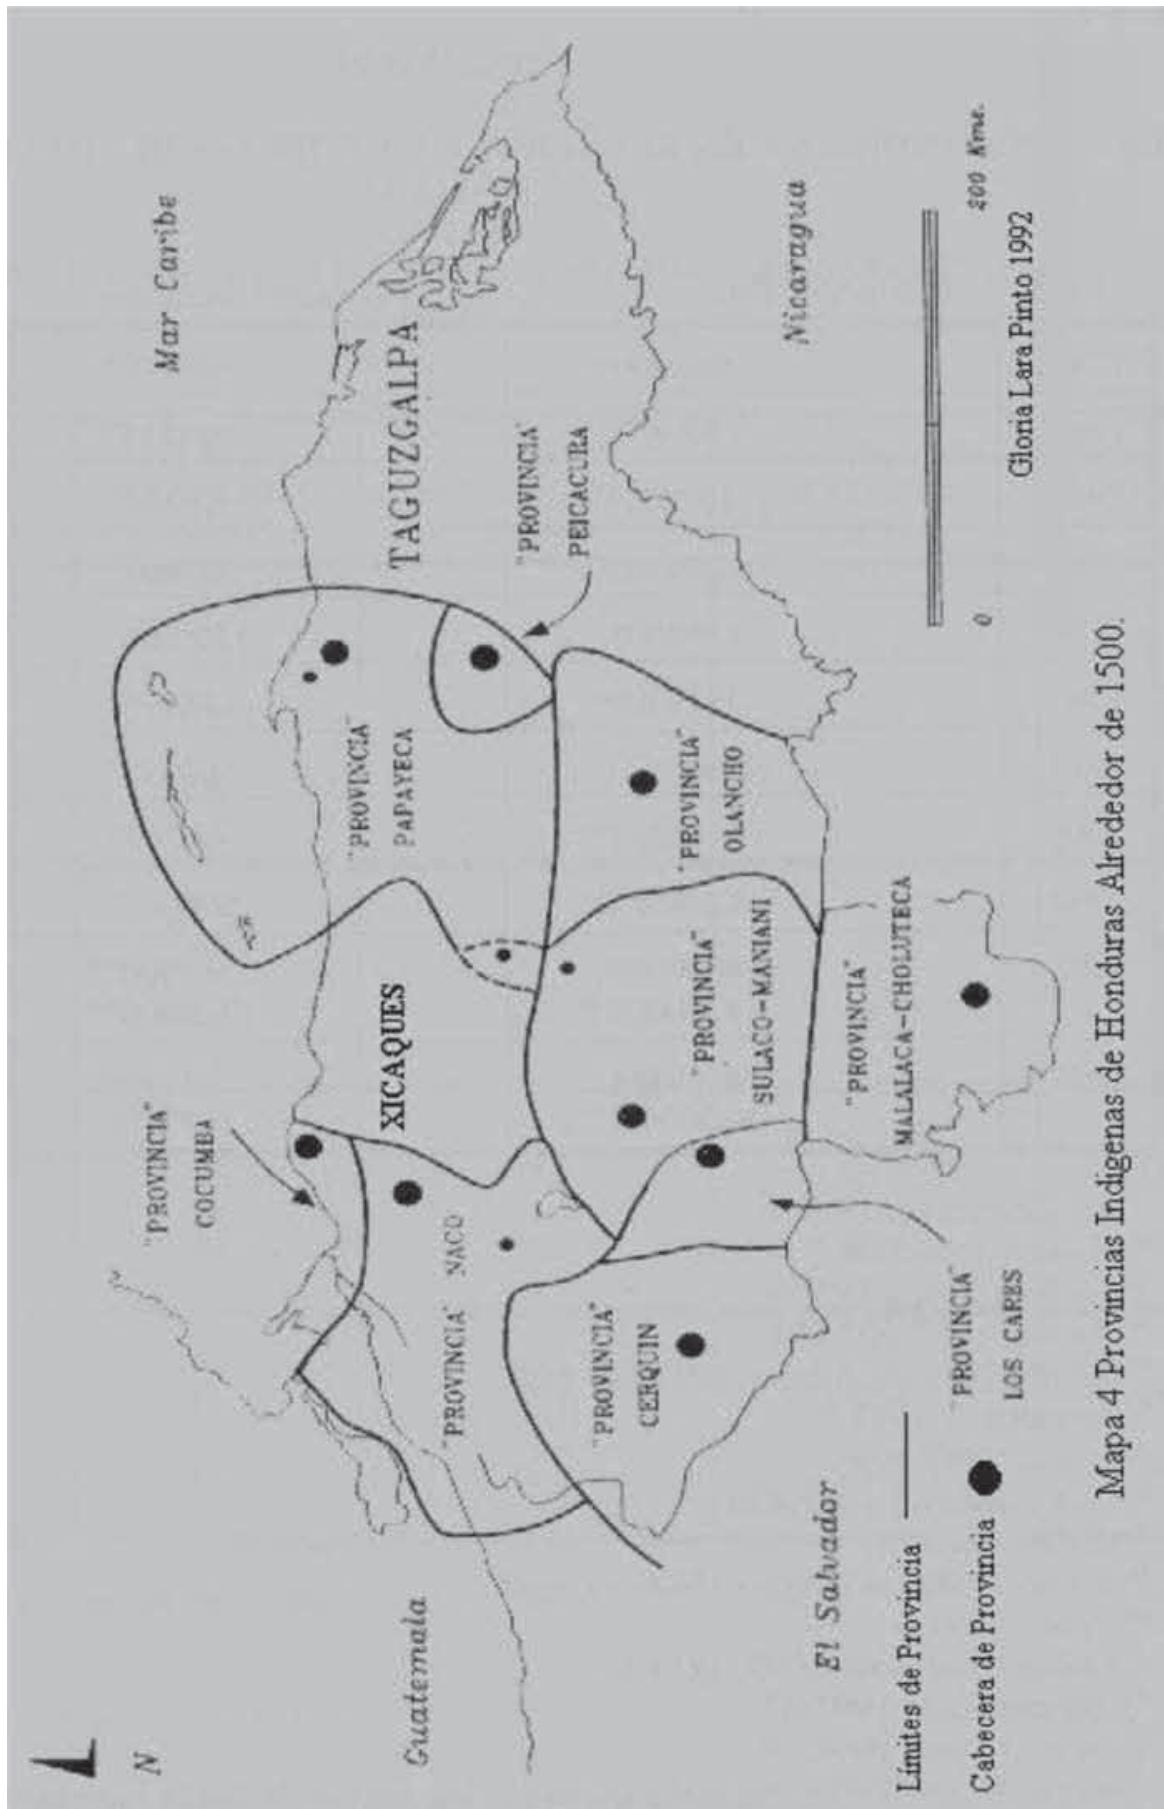 N
Mar Caribe
Guatemala
"PROVINCIA"
COCUMBA
XICAQUES
"PROVINCIA"
PAPAYECA
TAGUZGALPA
"PROVINCIA" NACO
"PROVINCIA"
PEICACURA
"PROVINCIA"
CERQUIN
"PROVINCIA"
SULACO-MANIANI
"PROVINCIA"
OLANCHO
Nicaragua
El Salvador
"PROVINCIA"
MALALACA-CHOLUTECA
"PROVINCIA"
LOS CARES
Límites de Provincia
Cabecera de Provincia
0
200 Kms.
Gloria Lara Pinto 1992
Mapa 4 Provincias Indígenas de Honduras Alrededor de 1500.